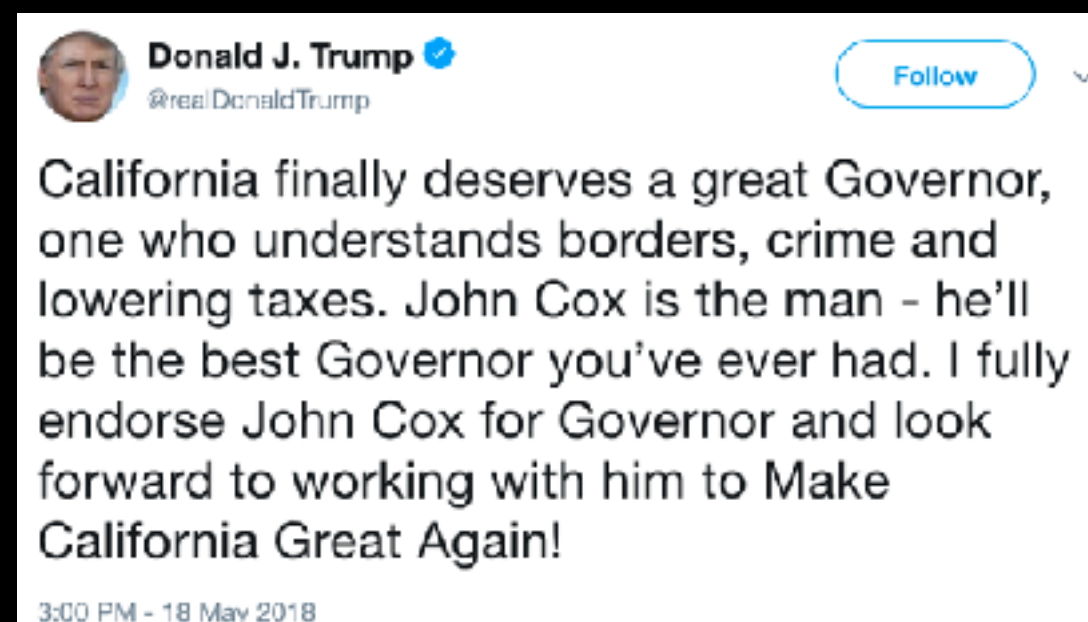 Donald J. Trump
@realDonaldTrump
Follow
California finally deserves a great Governor,
one who understands borders, crime and
lowering taxes. John Cox is the man - he'll
be the best Governor you've ever had. I fully
endorse John Cox for Governor and look
forward to working with him to Make
California Great Again!
3:00 PM - 18 May 2018